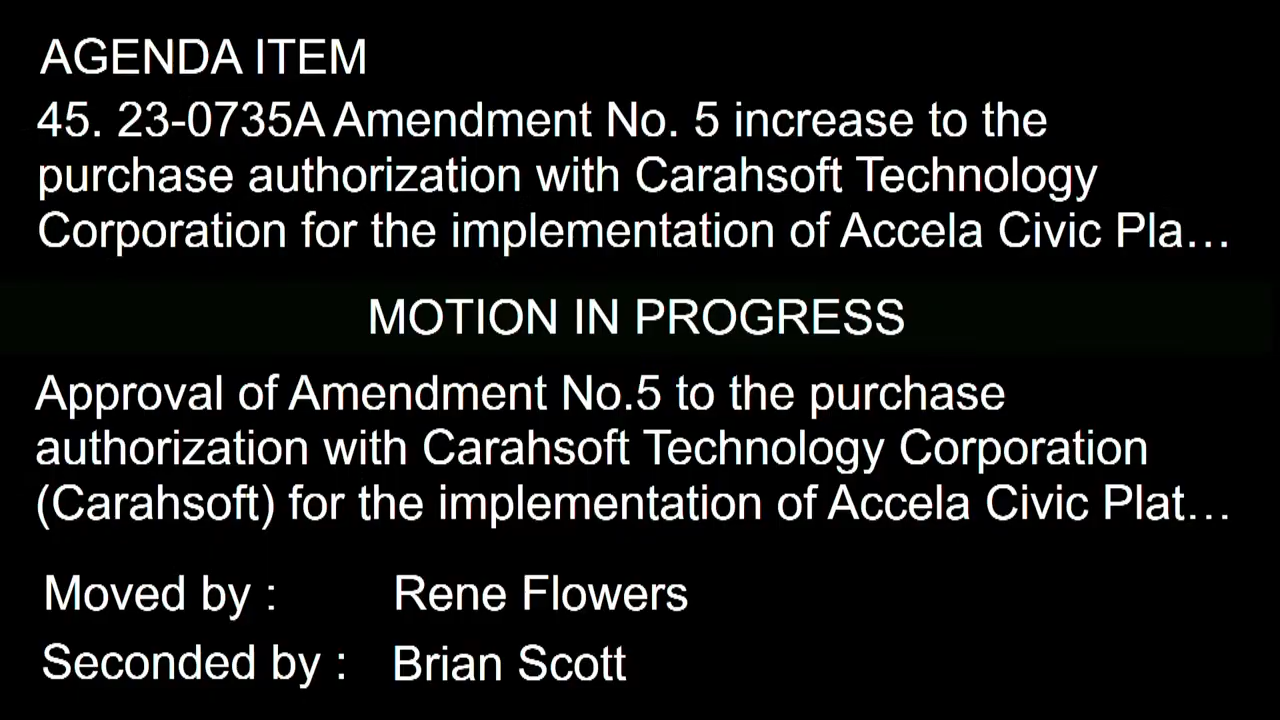 AGENDA ITEM
45. 23-0735A Amendment No. 5 increase to the
purchase authorization with Carahsoft Technology
Corporation for the implementation of Accela Civic Pla…
MOTION IN PROGRESS
Approval of Amendment No.5 to the purchase
authorization with Carahsoft Technology Corporation
(Carahsoft) for the implementation of Accela Civic Plat…
Moved by : Rene Flowers
Seconded by : Brian Scott